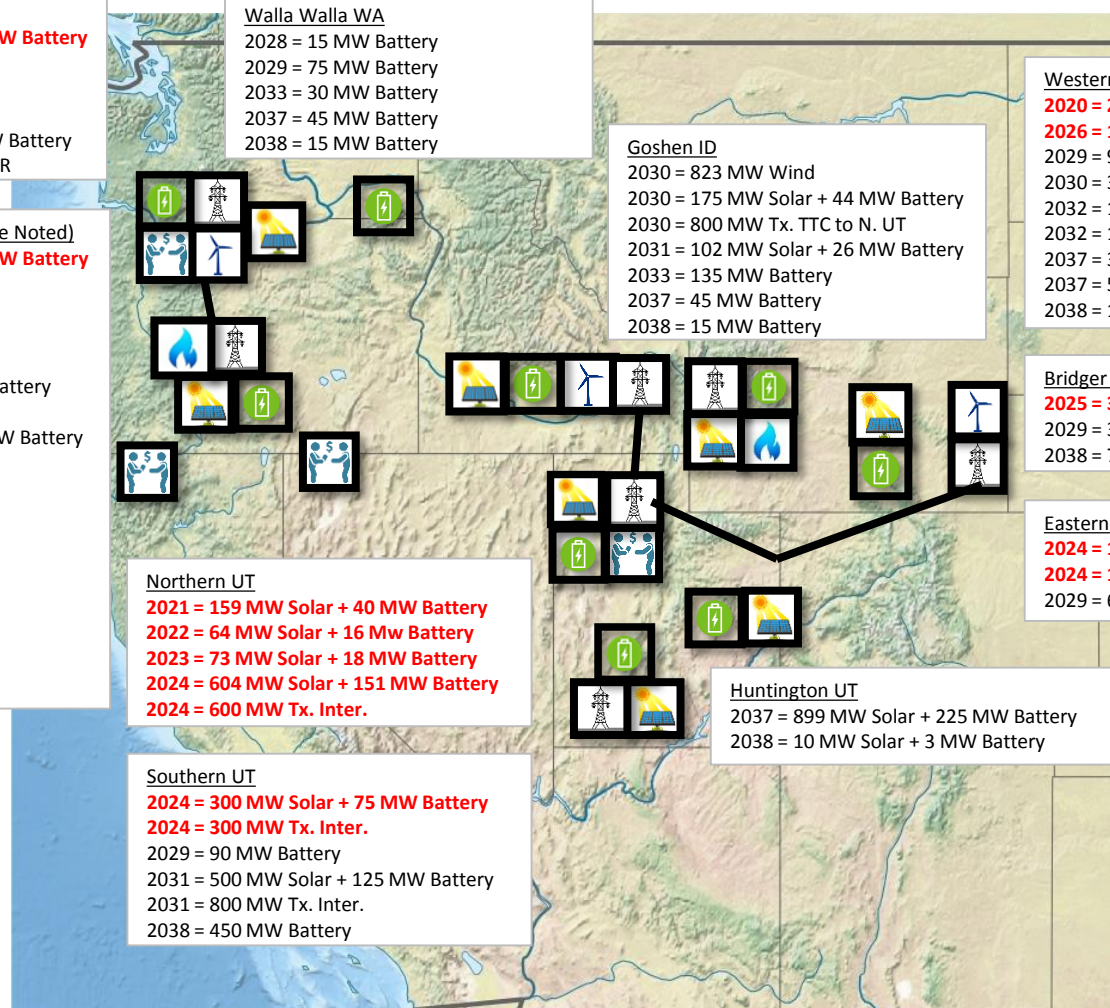 W Battery
Battery
R
e Noted)
W Battery
attery
W Battery
Walla Walla WA
2028 = 15 MW Battery
2029 = 75 MW Battery
2033 = 30 MW Battery
2037 = 45 MW Battery
2038 = 15 MW Battery
Goshen ID
2030 = 823 MW Wind
2030 = 175 MW Solar + 44 MW Battery
2030 = 800 MW Tx. TTC to N. UT
2031 = 102 MW Solar + 26 MW Battery
2033 = 135 MW Battery
2037 = 45 MW Battery
2038 = 15 MW Battery
Western
2020 =
2026 =
2029 =
2030 =
2032 =
2032 =
2037 =
2037 =
2038 =
Bridger
2025 =
2029 =
2038 =
Eastern
2024 =
2024 =
2029 =
Northern UT
2021 = 159 MW Solar + 40 MW Battery
2022 = 64 MW Solar + 16 Mw Battery
2023 = 73 MW Solar + 18 MW Battery
2024 = 604 MW Solar + 151 MW Battery
2024 = 600 MW Tx. Inter.
Huntington UT
2037 = 899 MW Solar + 225 MW Battery
2038 = 10 MW Solar + 3 MW Battery
Southern UT
2024 = 300 MW Solar + 75 MW Battery
2024 = 300 MW Tx. Inter.
2029 = 90 MW Battery
2031 = 500 MW Solar + 125 MW Battery
2031 = 800 MW Tx. Inter.
2038 = 450 MW Battery